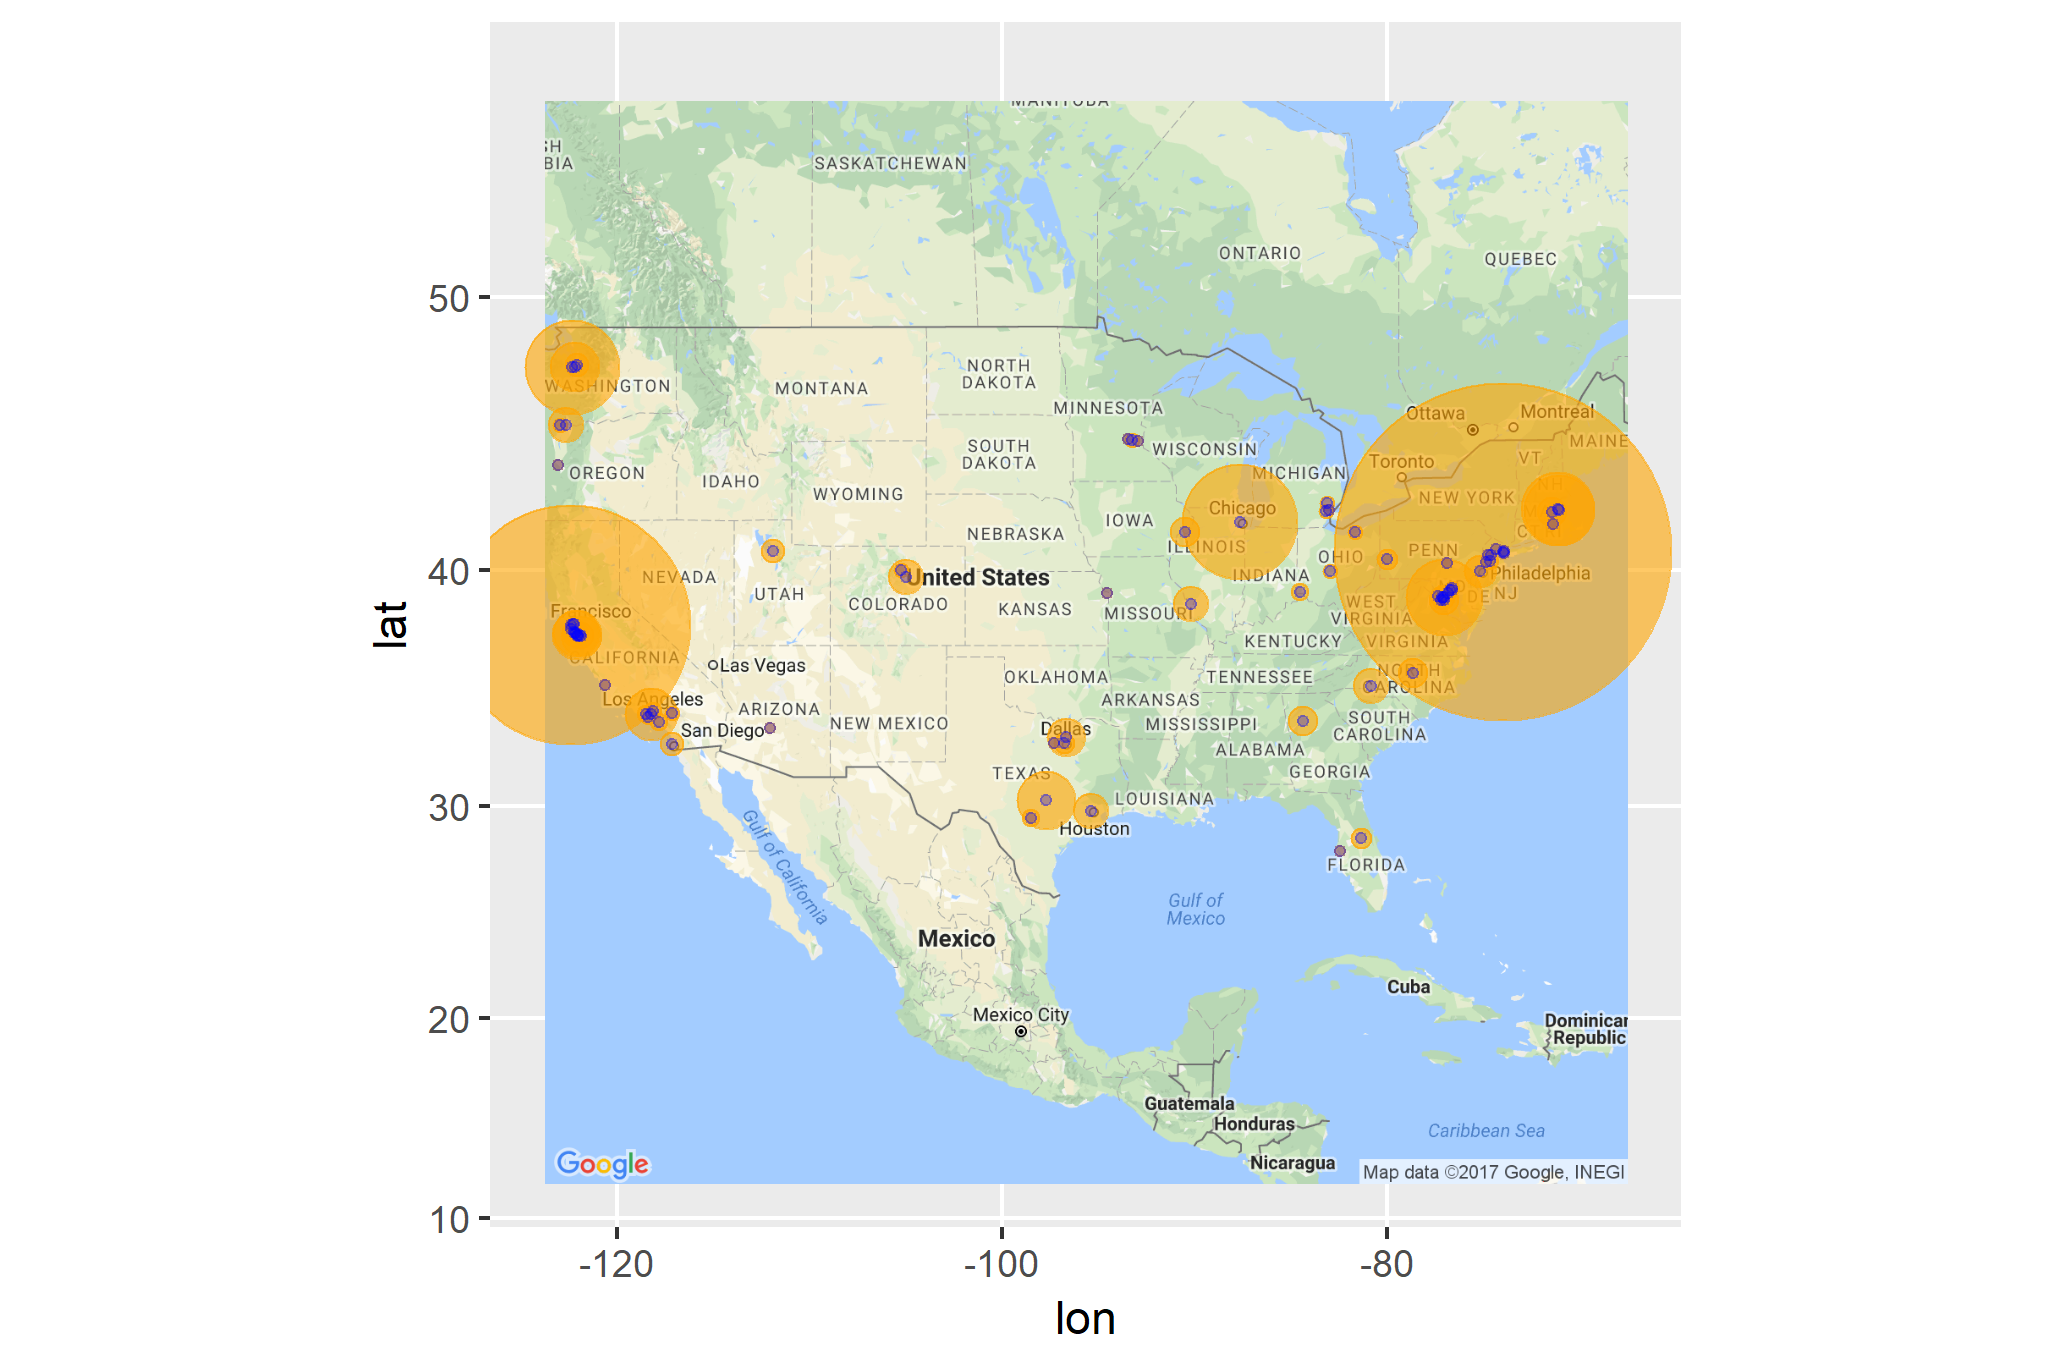 MANITOBA
SH
BIA
SASKATCHEWAN
ONTARIO
QUEBEC
50
WASHINGTON
MONTANA
NORTH
DAKOTA
MINNESOTA
Ottawa
Montreal
MAINE
OREGON
IDAHO
WYOMING
SOUTH
DAKOTA
WISCONSIN
MICHIGAN
Toronto
VT
NH
NEW YORK
Chicago
IOWA
NEBRASKA
ILLINOIS
OHIO
PENN
CT
40
NEVADA
UTAH
United States
COLORADO
KANSAS
MISSOURI
INDIANA
Philadelphia
DE
NJ
WEST
VIRGINIA
VIRGINIA
KENTUCKY
Francisco
CALIFORNIA
Las Vegas
OKLAHOMA
TENNESSEE
NORTH
CAROLINA
Los Angeles
ARIZONA
NEW MEXICO
ARKANSAS
San Diego
Dallas
MISSISSIPPI
SOUTH
CAROLINA
ALABAMA
TEXAS
GEORGIA
LOUISIANA
30
Houston
FLORIDA
Gulf of California
Gulf of
Mexico
Mexico
Cuba
20
Mexico City
Dominican
Republic
Guatemala
Honduras
Caribbean Sea
Nicaragua
Google
Map data ©2017 Google, INEGI
10
-120
-100
-80
lat
lon